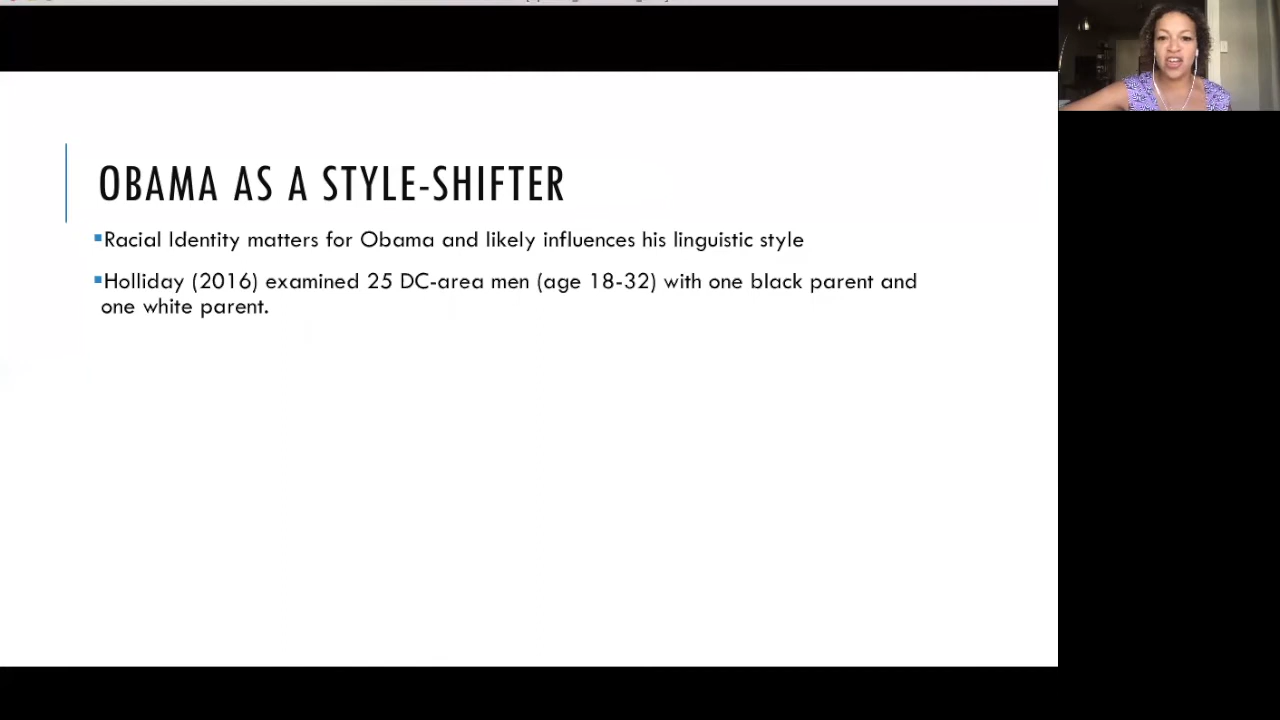 OBAMA AS A STYLE-SHIFTER
▪Racial Identity matters for Obama and likely influences his linguistic style
▪Holliday (2016) examined 25 DC-area men (age 18-32) with one black parent and
one white parent.